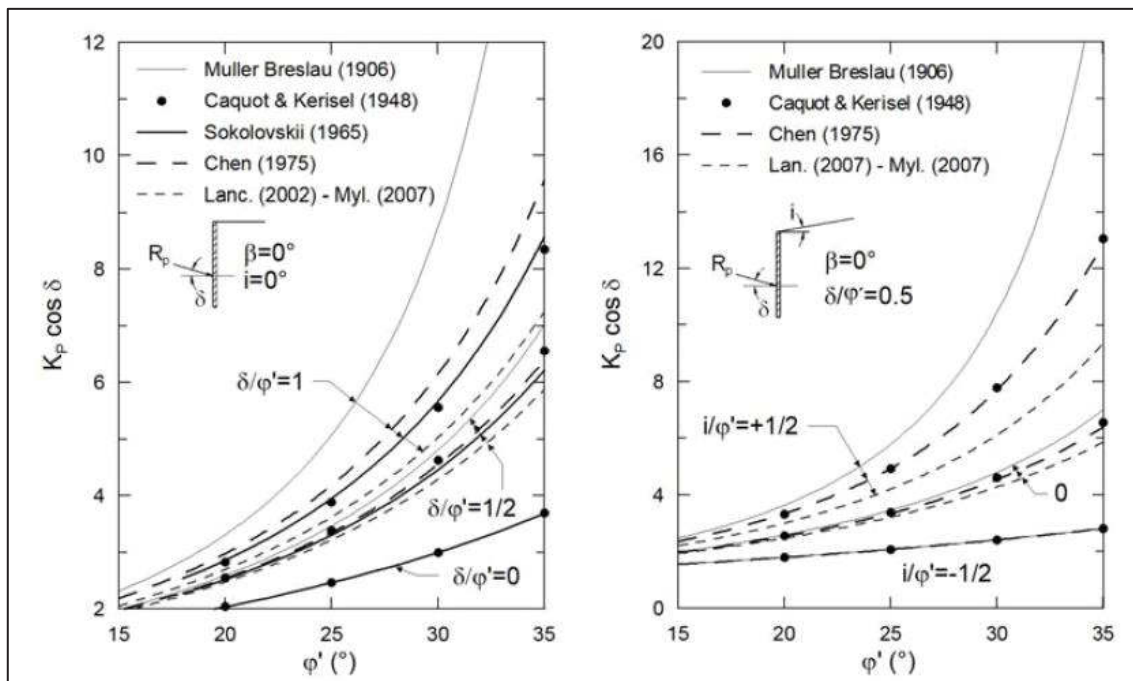 12
10
8
6
4
2
K_P cos δ
Muller Breslau (1906)
Caquot & Kerisel (1948)
Sokolovskii (1965)
Chen (1975)
Lanc. (2002) - Myl. (2007)
R_p
δ
β=0°
i=0°
δ/φ'=1
δ/φ'=1/2
δ/φ'=0
15
20
25
30
35
φ' (°)
20
16
12
8
4
0
K_P cos δ
Muller Breslau (1906)
Caquot & Kerisel (1948)
Chen (1975)
Lan. (2007) - Myl. (2007)
i
R_p
δ
β=0°
δ/φ'=0.5
i/φ'=+1/2
0
i/φ'=-1/2
15
20
25
30
35
φ' (°)